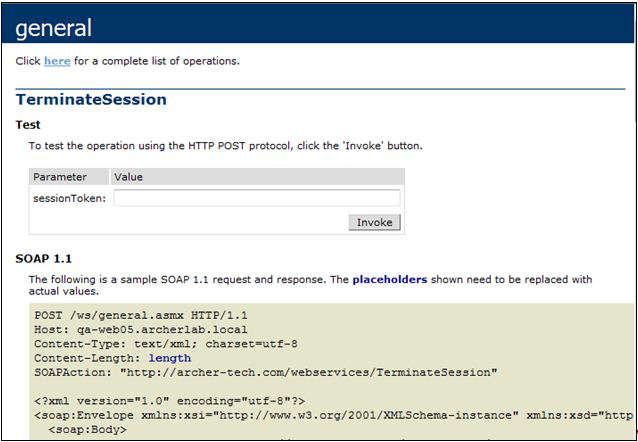 general
Click here for a complete list of operations.
TerminateSession
Test
To test the operation using the HTTP POST protocol, click the 'Invoke' button.
Parameter Value
sessionToken:
Invoke
SOAP 1.1
The following is a sample SOAP 1.1 request and response. The placeholders shown need to be replaced with
actual values.
POST /ws/general.asmx HTTP/1.1
Host: qa-web05.archerlab.local
Content-Type: text/xml; charset=utf-8
Content-Length: length
SOAPAction: "http://archer-tech.com/webservices/TerminateSession"
<?xml version="1.0" encoding="utf-8"?>
<soap:Envelope xmlns:xsi="http://www.w3.org/2001/XMLSchema-instance" xmlns:xsd="http
<soap:Body>